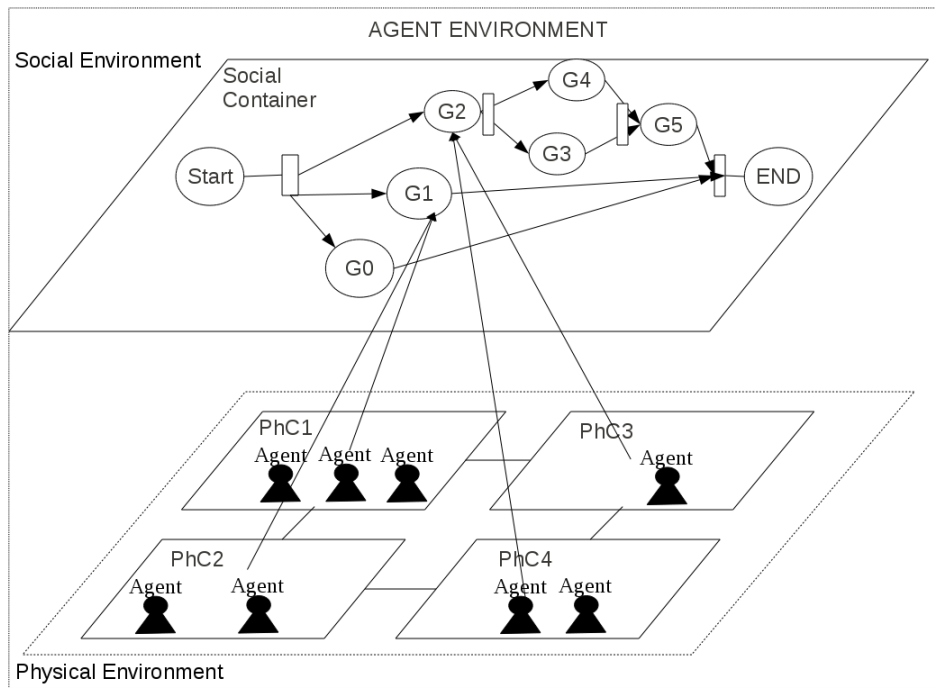 AGENT ENVIRONMENT
Social Environment
Social
Container
G4
G2
G5
G3
Start
END
G1
G0
PhC1
PhC3
Agent
Agent
Agent
Agent
PhC2
PhC4
Agent
Agent
Agent
Agent
Physical Environment